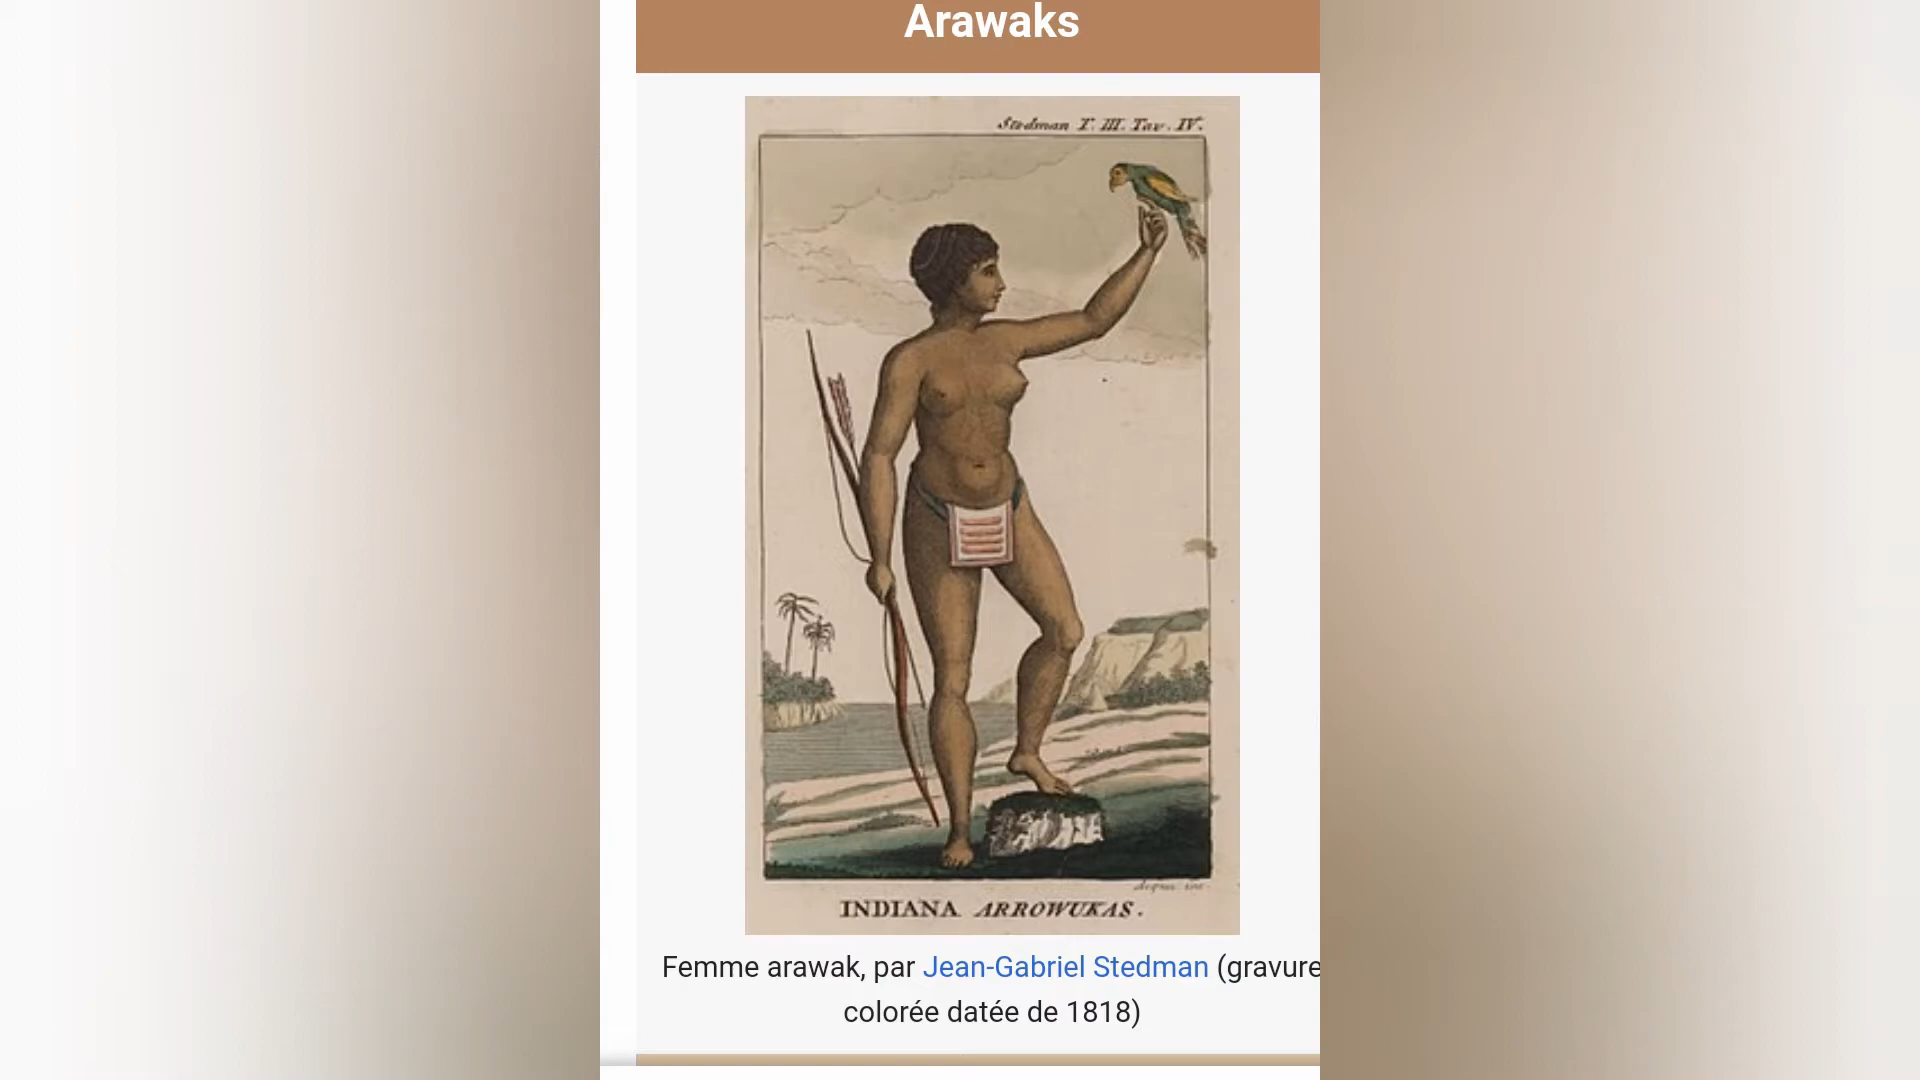 Arawaks
Stedman T. III. Tav. IV.
INDIANA ARROWUKAS.
Femme arawak, par Jean-Gabriel Stedman (gravure
colorée datée de 1818)